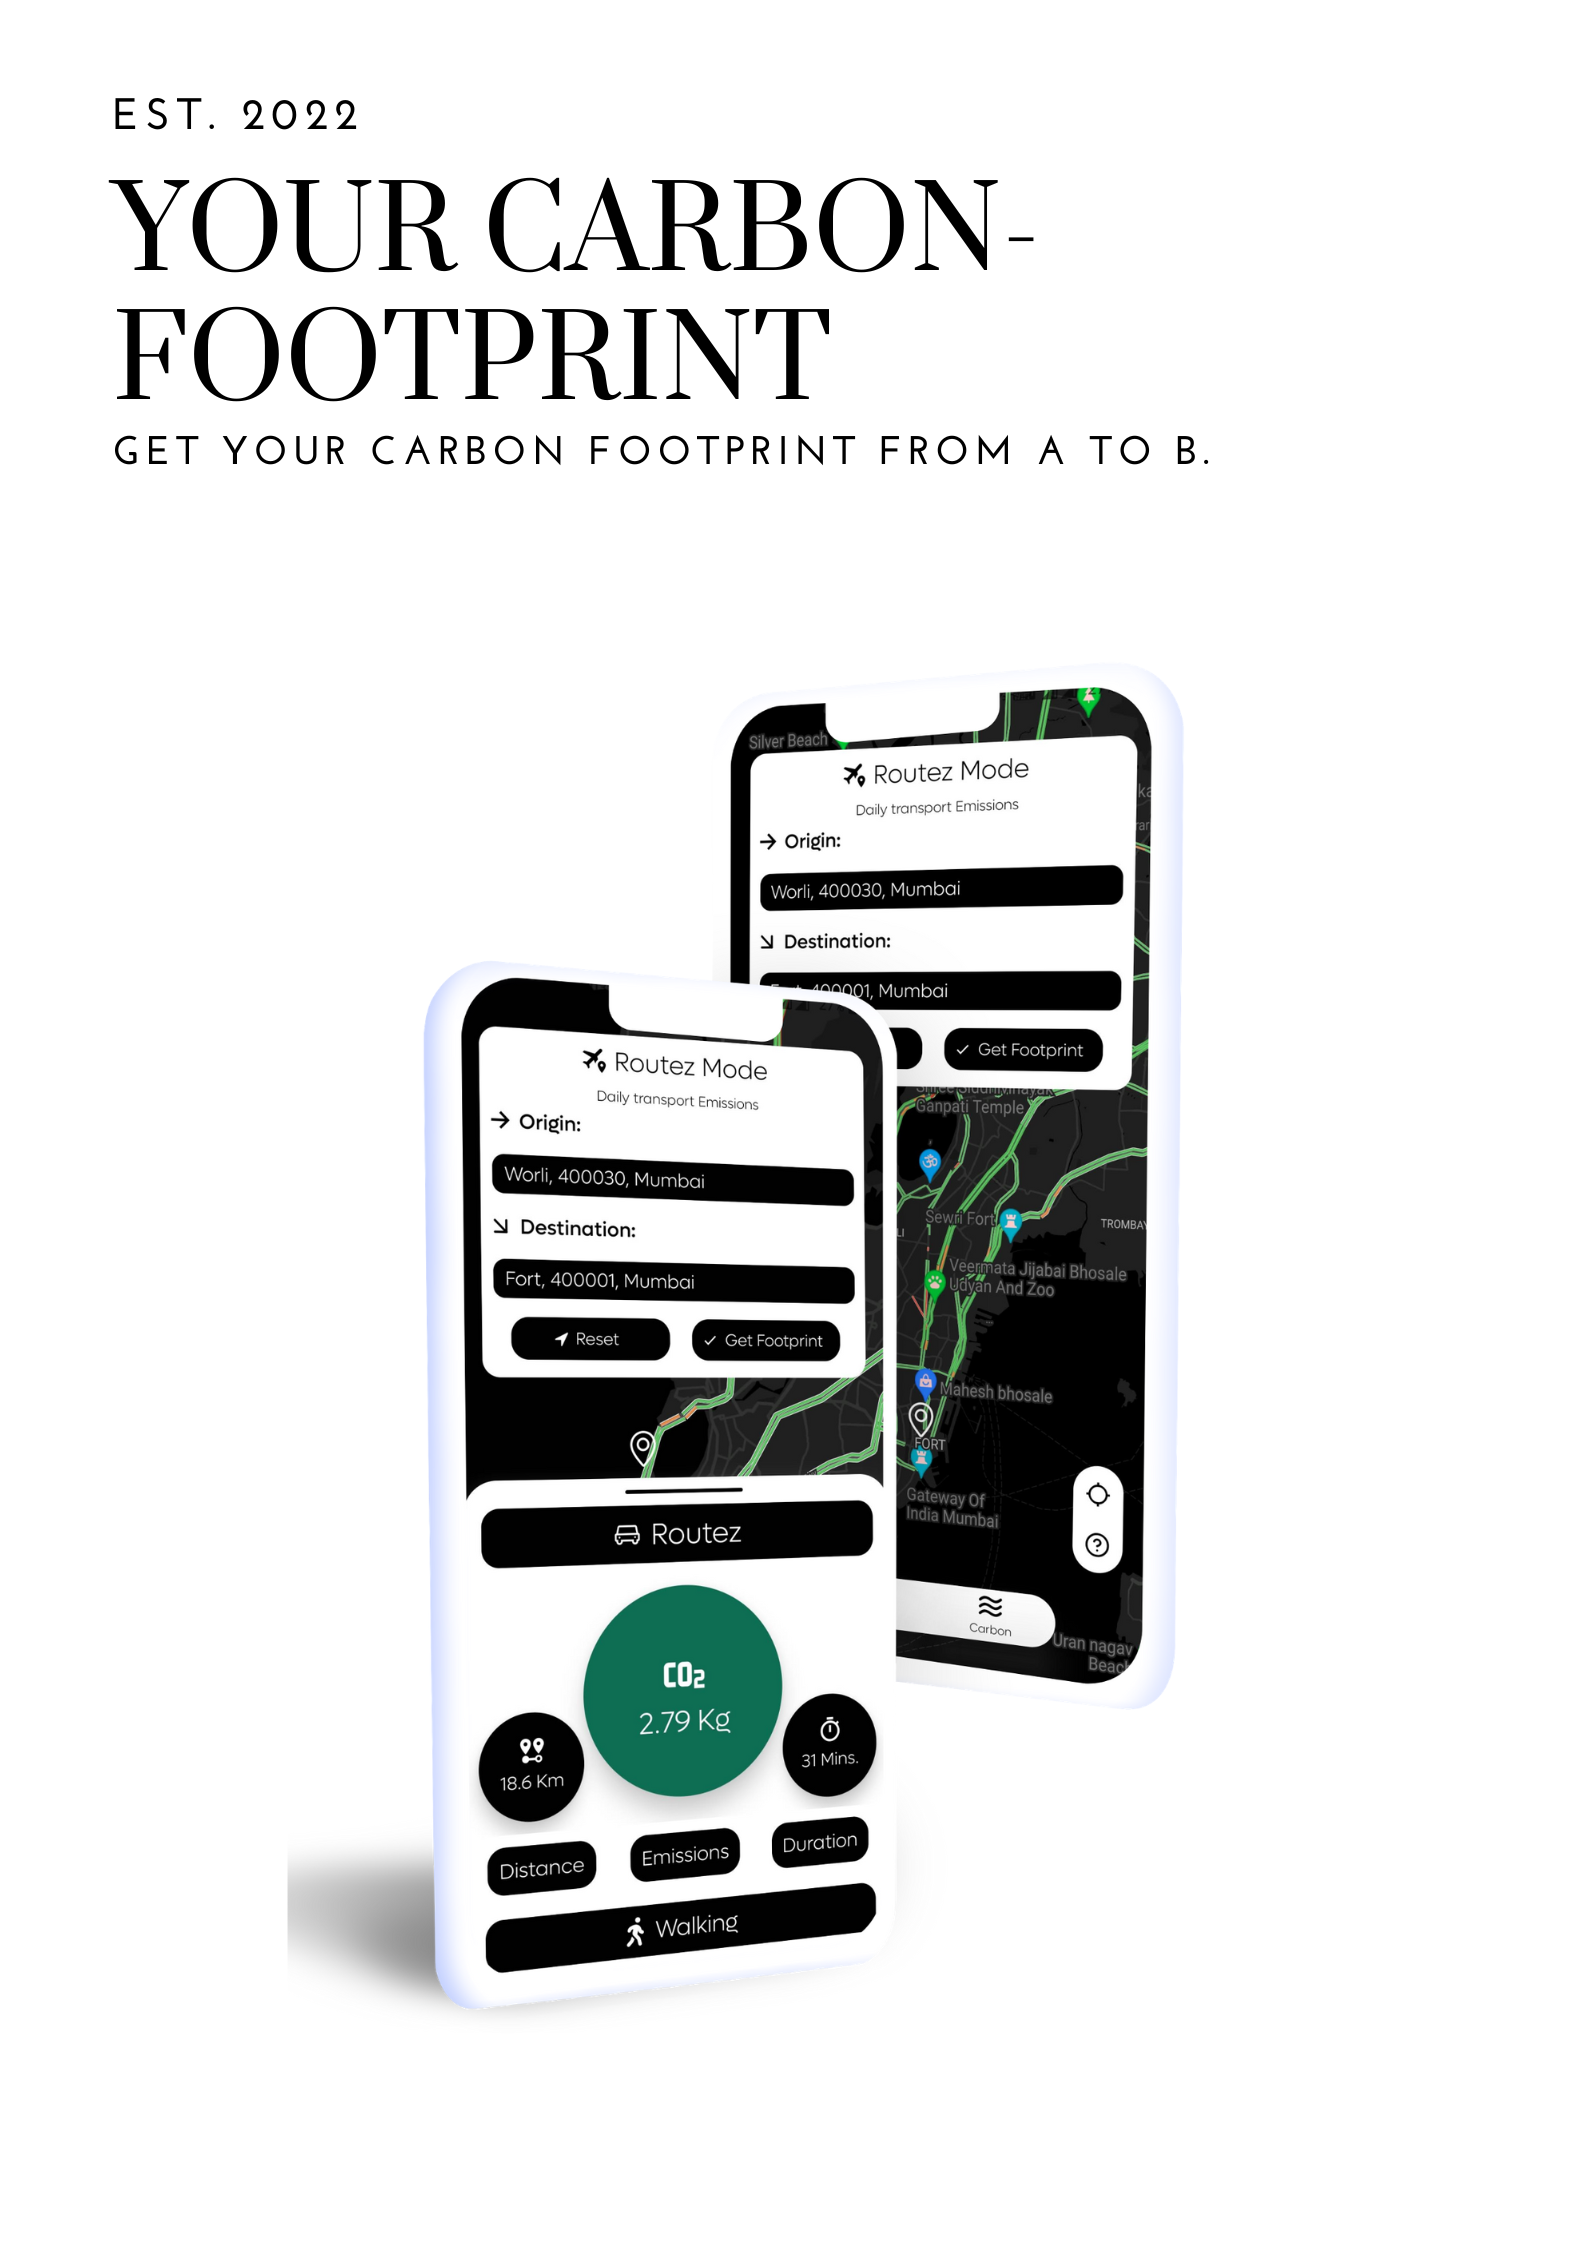 EST. 2022
YOUR CARBON-
FOOTPRINT
GET YOUR CARBON FOOTPRINT FROM A TO B.
Silver Beach
Routez Mode
Daily transport Emissions
Origin:
Worli, 400030, Mumbai
Destination:
400001, Mumbai
Get Footprint
Ganpati Temple
Sewri Fort
TROMBAY
Veermata Jijabai Bhosale
Udyan And Zoo
Mahesh bhosale
FORT
Gateway Of
India Mumbai
Carbon
Uran nagav
Beach
Routez Mode
Daily transport Emissions
Origin:
Worli, 400030, Mumbai
Destination:
Fort, 400001, Mumbai
Reset
Get Footprint
Routez
CO2
2.79 Kg
18.6 Km
31 Mins.
Distance
Emissions
Duration
Walking